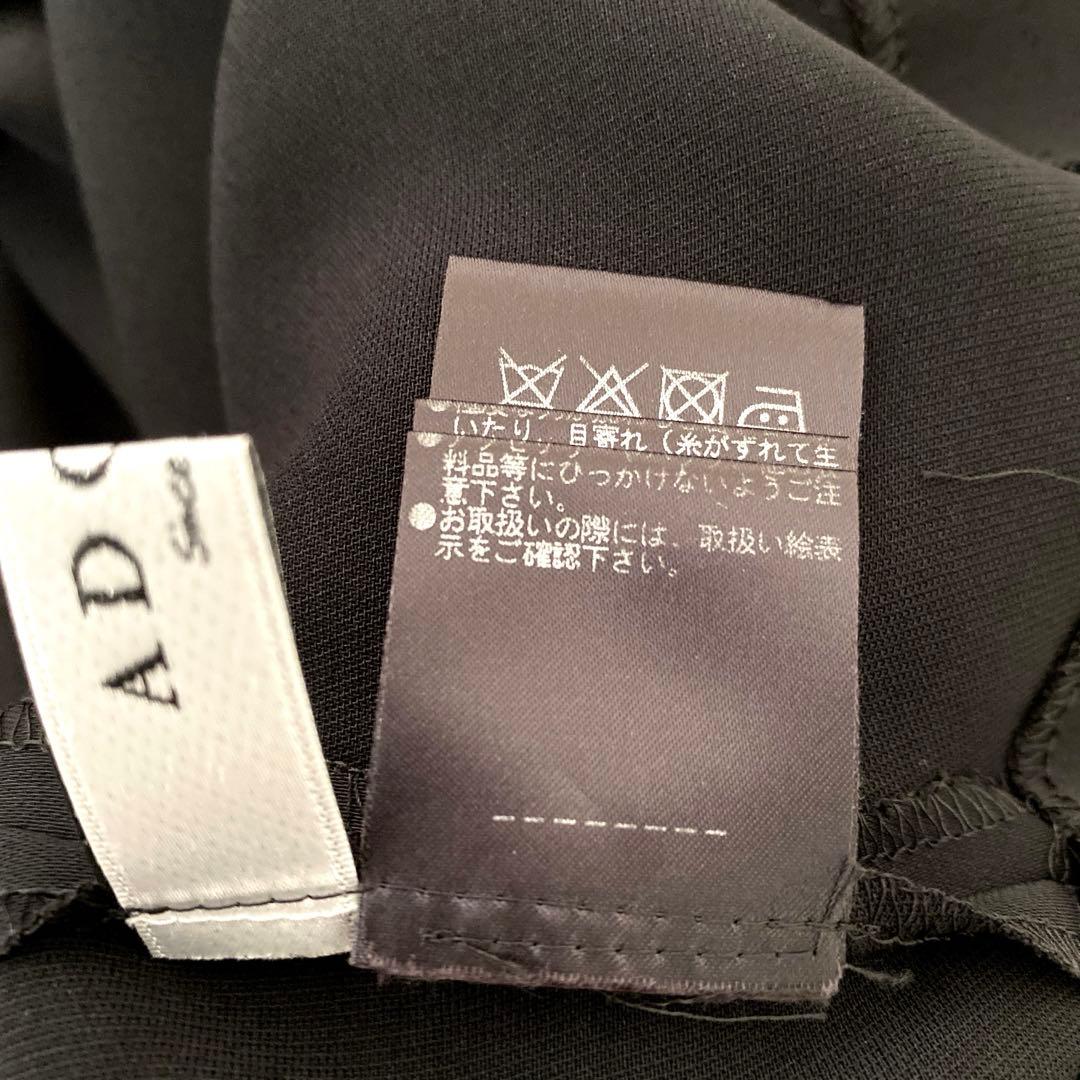 いたり、目寄れ(糸がずれて生
料品等にひっかけないようご注
意下さい。
●お取扱いの際には、取扱い絵表
示をご確認下さい。
--------
A D
Since